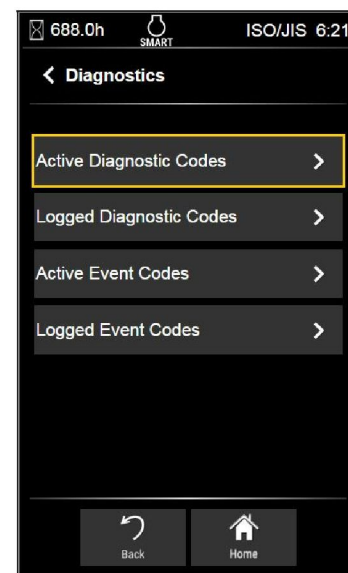 688.0h SMART ISO/JIS 6:21
Diagnostics
Active Diagnostic Codes
Logged Diagnostic Codes
Active Event Codes
Logged Event Codes
Back Home